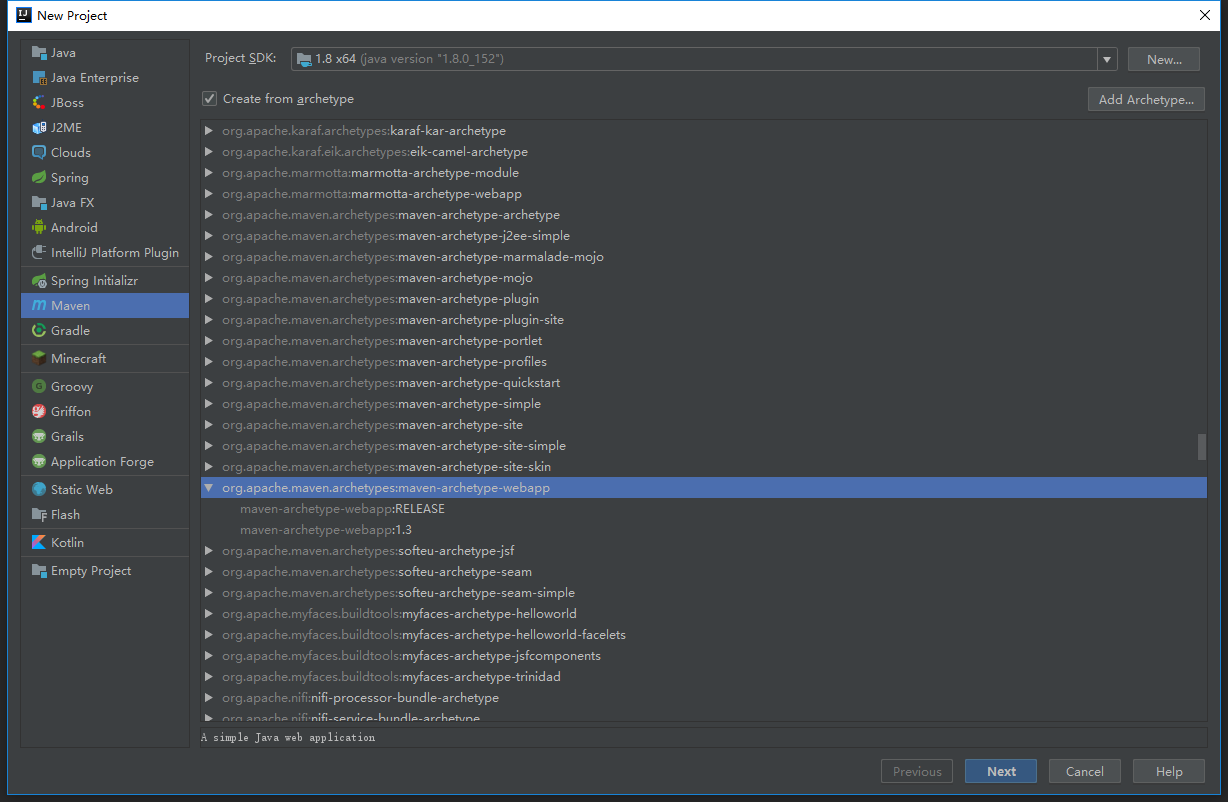 New Project
Java
Java Enterprise
JBoss
J2ME
Clouds
Spring
Java FX
Android
IntelliJ Platform Plugin
Spring Initializr
Maven
Gradle
Minecraft
Groovy
Griffon
Grails
Application Forge
Static Web
Flash
Kotlin
Empty Project
Project SDK: 1.8 x64 (java version "1.8.0_152") New...
Create from archetype Add Archetype...
org.apache.karaf.archetypes:karaf-kar-archetype
org.apache.karaf.eik.archetypes:eik-camel-archetype
org.apache.marmotta:marmotta-archetype-module
org.apache.marmotta:marmotta-archetype-webapp
org.apache.maven.archetypes:maven-archetype-archetype
org.apache.maven.archetypes:maven-archetype-j2ee-simple
org.apache.maven.archetypes:maven-archetype-marmalade-mojo
org.apache.maven.archetypes:maven-archetype-mojo
org.apache.maven.archetypes:maven-archetype-plugin
org.apache.maven.archetypes:maven-archetype-plugin-site
org.apache.maven.archetypes:maven-archetype-portlet
org.apache.maven.archetypes:maven-archetype-profiles
org.apache.maven.archetypes:maven-archetype-quickstart
org.apache.maven.archetypes:maven-archetype-simple
org.apache.maven.archetypes:maven-archetype-site
org.apache.maven.archetypes:maven-archetype-site-simple
org.apache.maven.archetypes:maven-archetype-site-skin
org.apache.maven.archetypes:maven-archetype-webapp
maven-archetype-webapp:RELEASE
maven-archetype-webapp:1.3
org.apache.maven.archetypes:softeu-archetype-jsf
org.apache.maven.archetypes:softeu-archetype-seam
org.apache.maven.archetypes:softeu-archetype-seam-simple
org.apache.myfaces.buildtools:myfaces-archetype-helloworld
org.apache.myfaces.buildtools:myfaces-archetype-helloworld-facelets
org.apache.myfaces.buildtools:myfaces-archetype-jsfcomponents
org.apache.myfaces.buildtools:myfaces-archetype-trinidad
org.apache.nifi:nifi-processor-bundle-archetype
org.apache.nifi:nifi-service-bundle-archetype
A simple Java web application
Previous Next Cancel Help